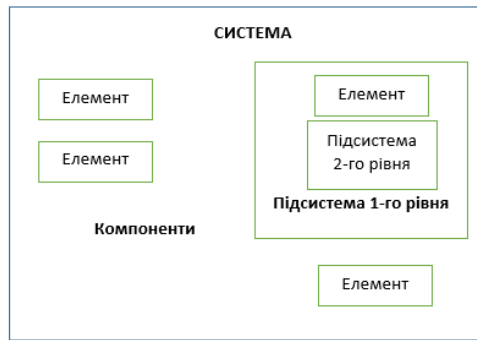 СИСТЕМА
Елемент
Елемент
Компоненти
Елемент
Підсистема
2-го рівня
Підсистема 1-го рівня
Елемент